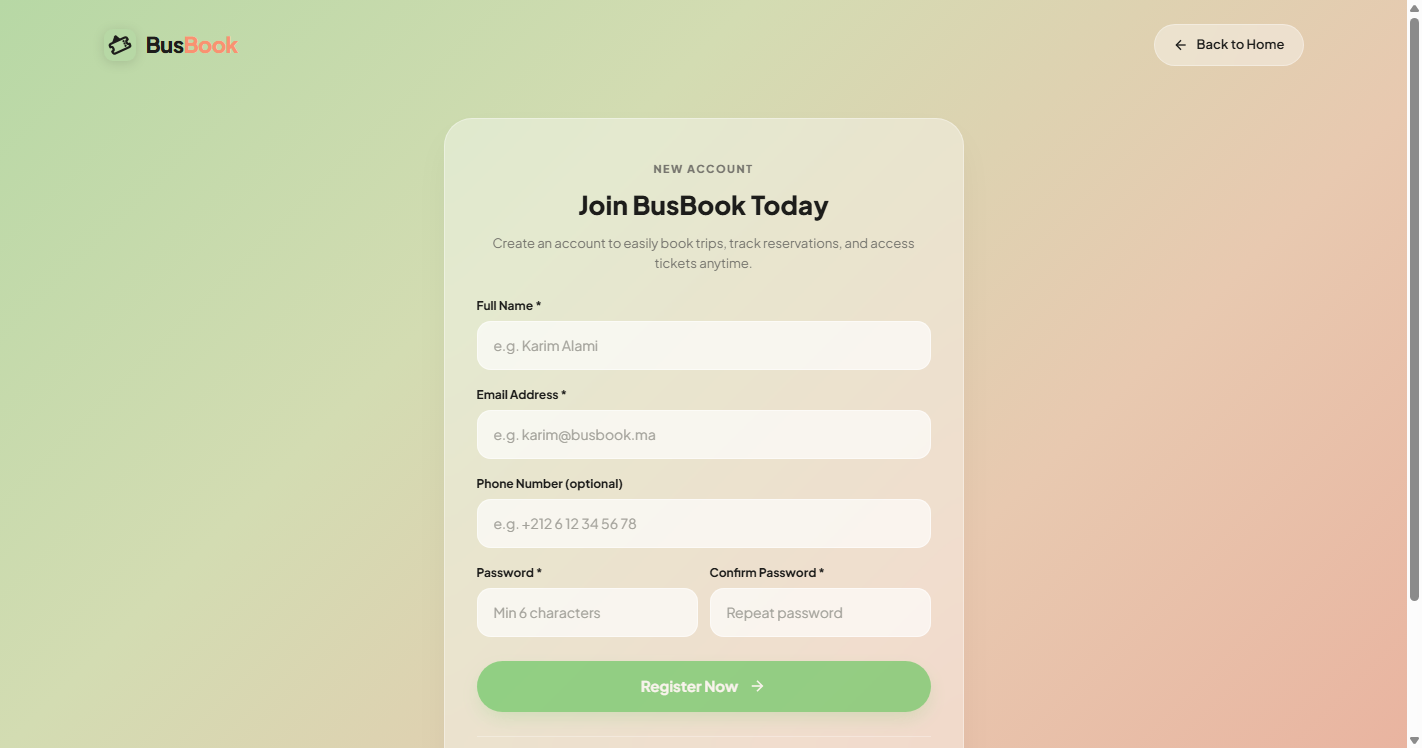 BusBook
Back to Home
NEW ACCOUNT
Join BusBook Today
Create an account to easily book trips, track reservations, and access
tickets anytime.
Full Name *
e.g. Karim Alami
Email Address *
e.g. karim@busbook.ma
Phone Number (optional)
e.g. +212 6 12 34 56 78
Password * Confirm Password *
Min 6 characters Repeat password
Register Now